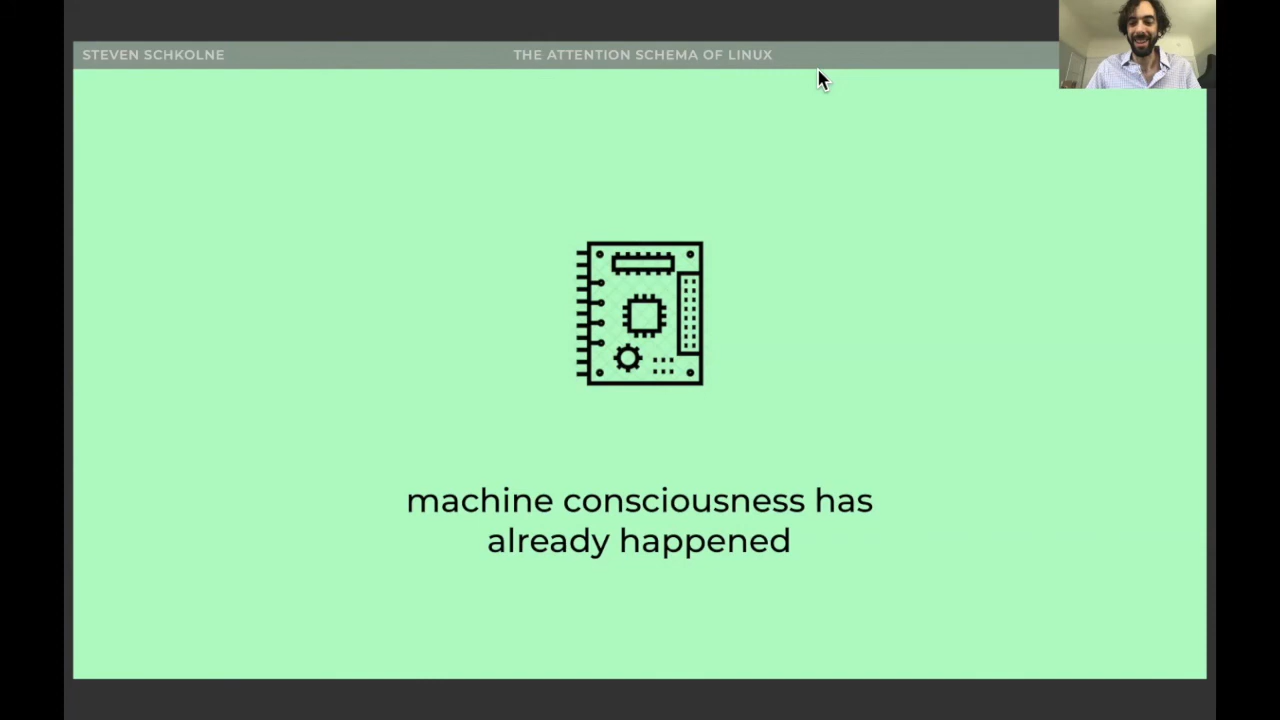 STEVEN SCHKOLNE
THE ATTENTION SCHEMA OF LINUX
machine consciousness has
already happened